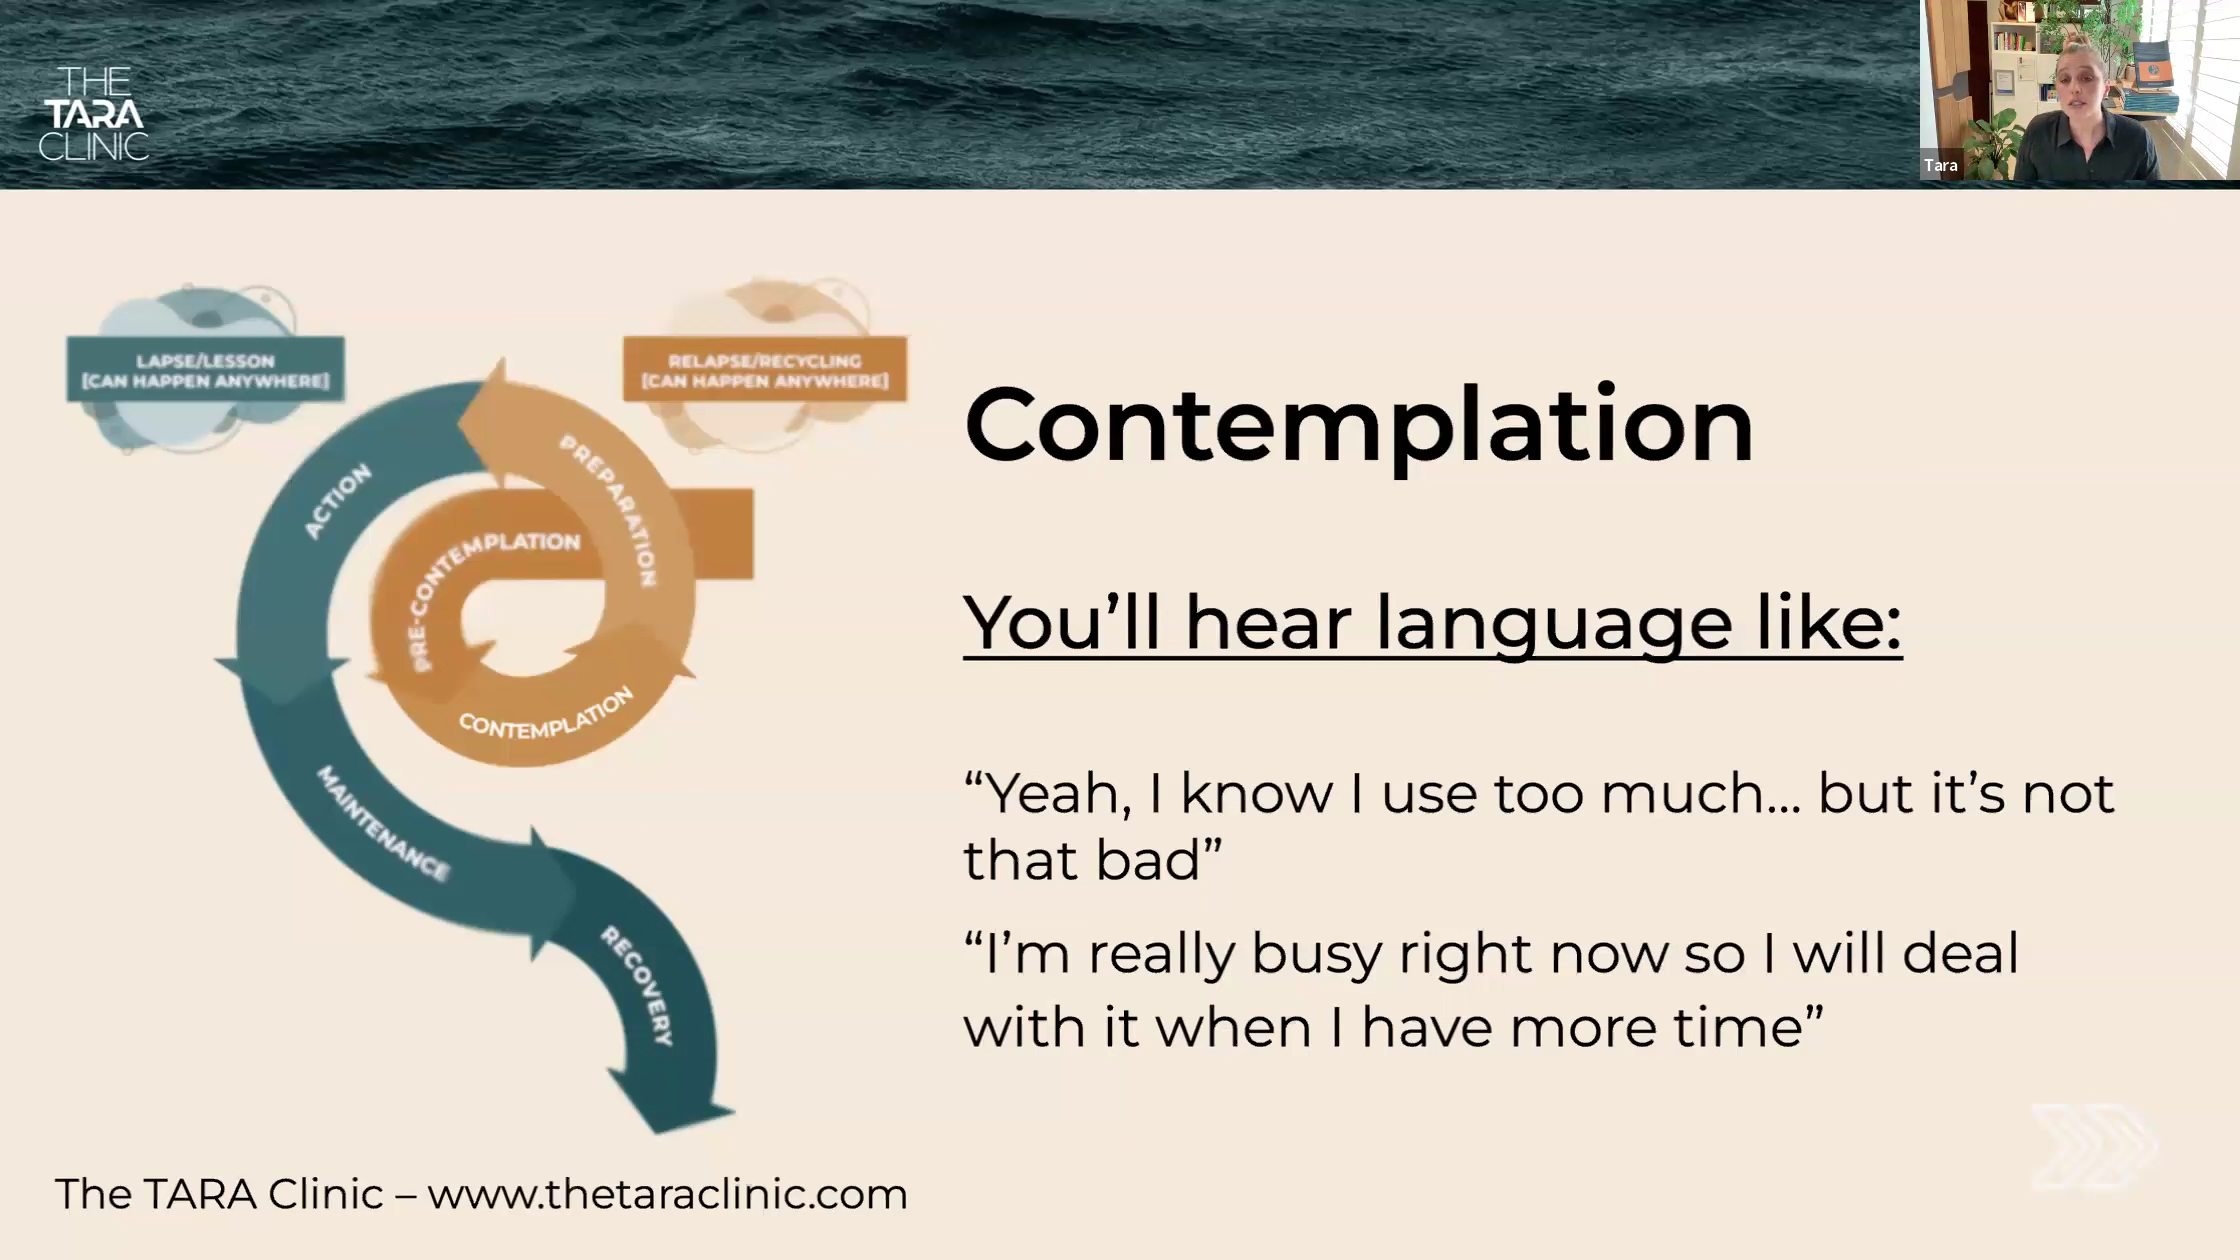 THE
TARA
CLINIC
Tara
LAPSE/LESSON
[CAN HAPPEN ANYWHERE]
RELAPSE/RECYCLING
[CAN HAPPEN ANYWHERE]
PRE-CONTEMPLATION
CONTEMPLATION
PREPARATION
ACTION
MAINTENANCE
RECOVERY
Contemplation
You’ll hear language like:
“Yeah, I know I use too much... but it’s not
that bad”
“I’m really busy right now so I will deal
with it when I have more time”
The TARA Clinic – www.thetaraclinic.com